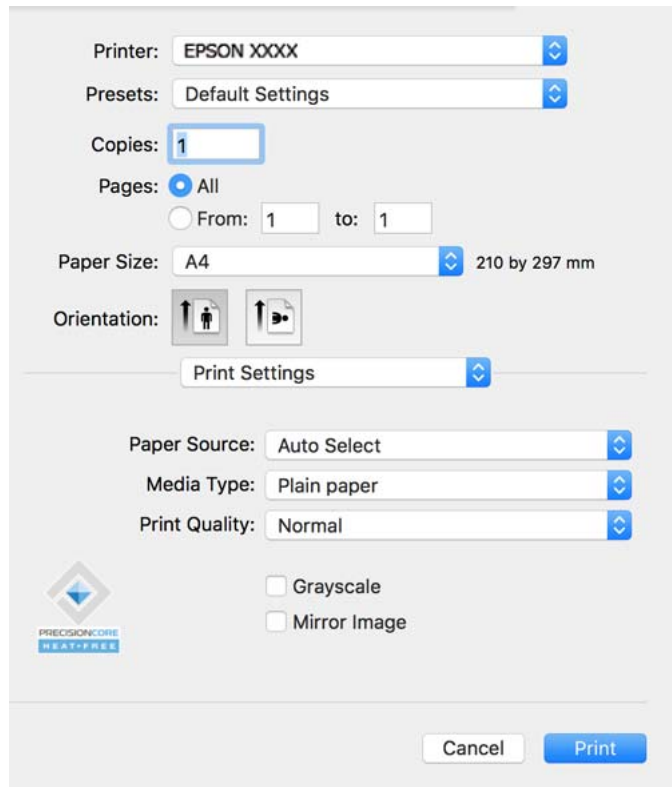 Printer: EPSON XXXX
Presets: Default Settings
Copies: 1
Pages: All
From: 1 to: 1
Paper Size: A4 210 by 297 mm
Orientation:
Print Settings
Paper Source: Auto Select
Media Type: Plain paper
Print Quality: Normal
Grayscale
Mirror Image
PRECISIONCORE
HEAT-FREE
Cancel Print